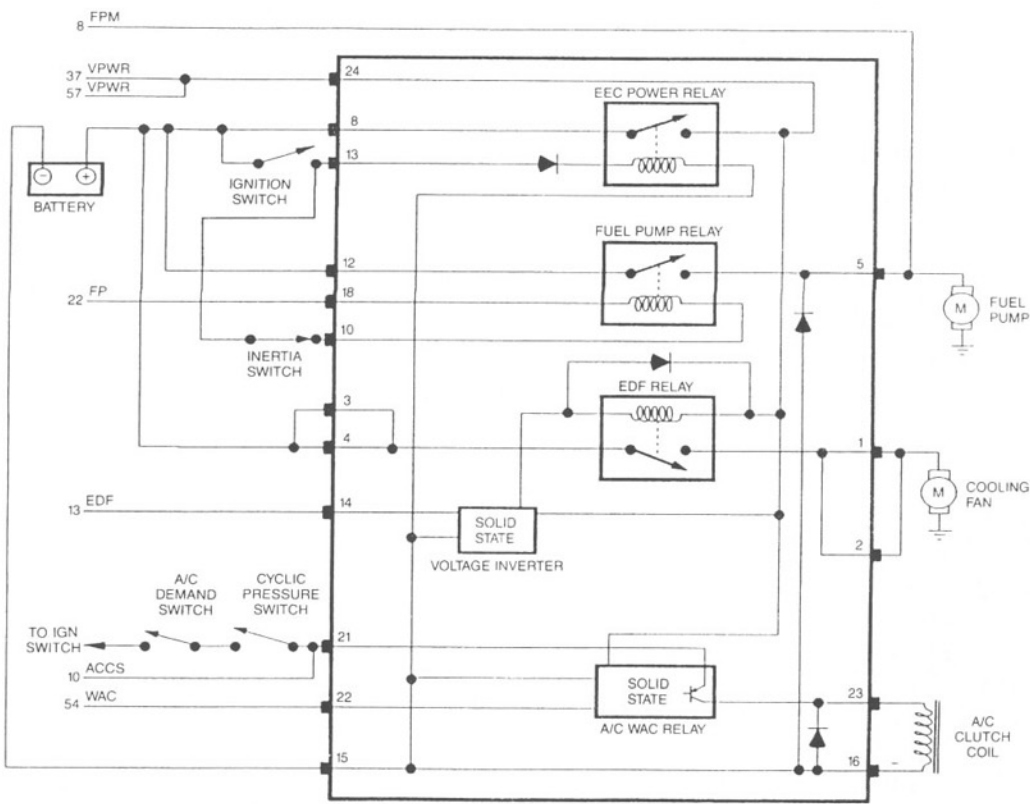 8 FPM
37 VPWR
57 VPWR
24
EEC POWER RELAY
8
13
IGNITION
SWITCH
− +
BATTERY
FUEL PUMP RELAY
12
5
18
22 FP
M
FUEL
PUMP
10
INERTIA
SWITCH
EDF RELAY
3
4
1
M
COOLING
FAN
13 EDF
14
SOLID
STATE
VOLTAGE INVERTER
2
A/C
DEMAND
SWITCH
CYCLIC
PRESSURE
SWITCH
TO IGN
SWITCH
21
10 ACCS
54 WAC
22
SOLID
STATE
A/C WAC RELAY
23
A/C
CLUTCH
COIL
15
16
−